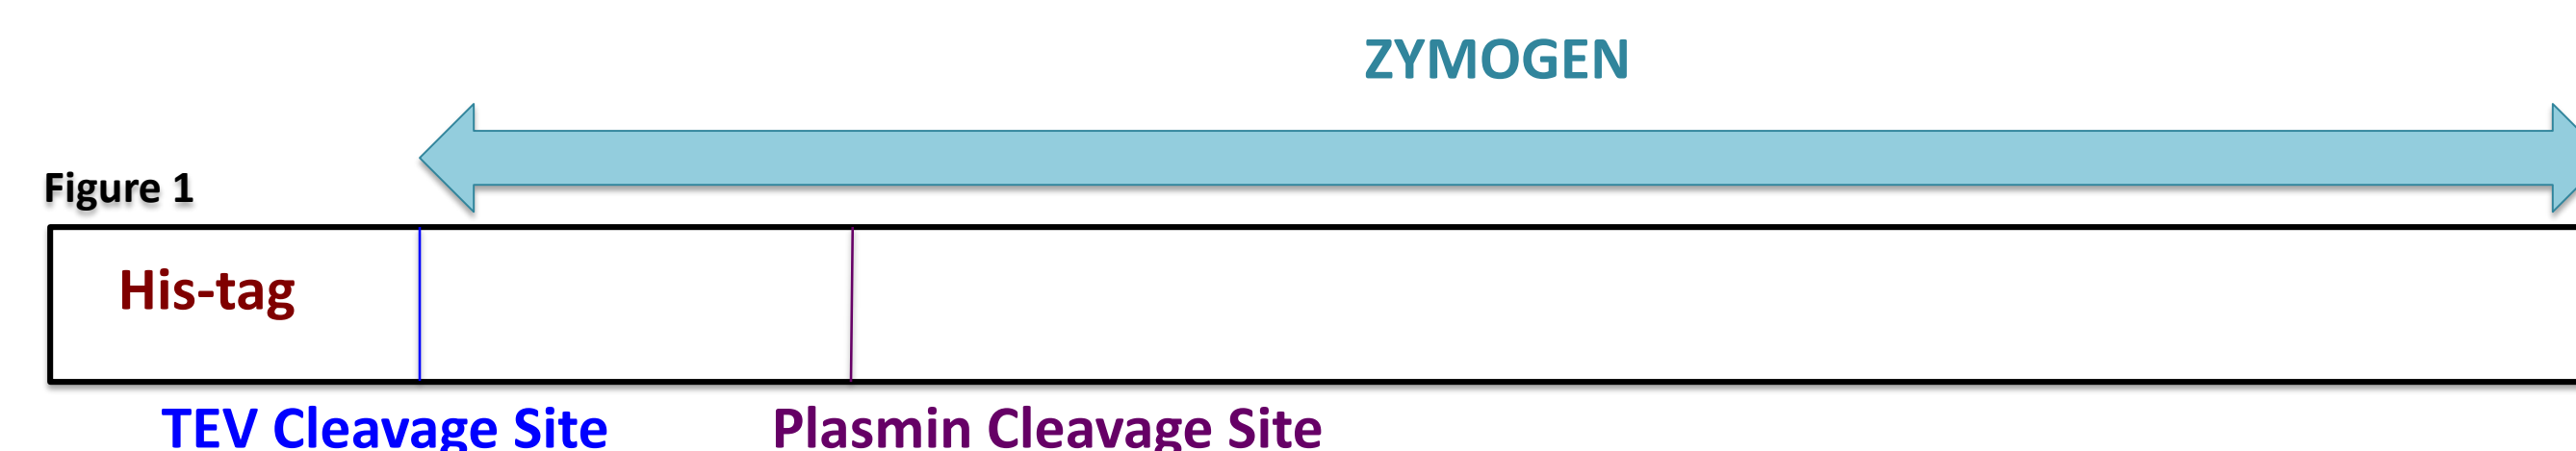 ZYMOGEN
Figure 1
His-tag
TEV Cleavage Site
Plasmin Cleavage Site